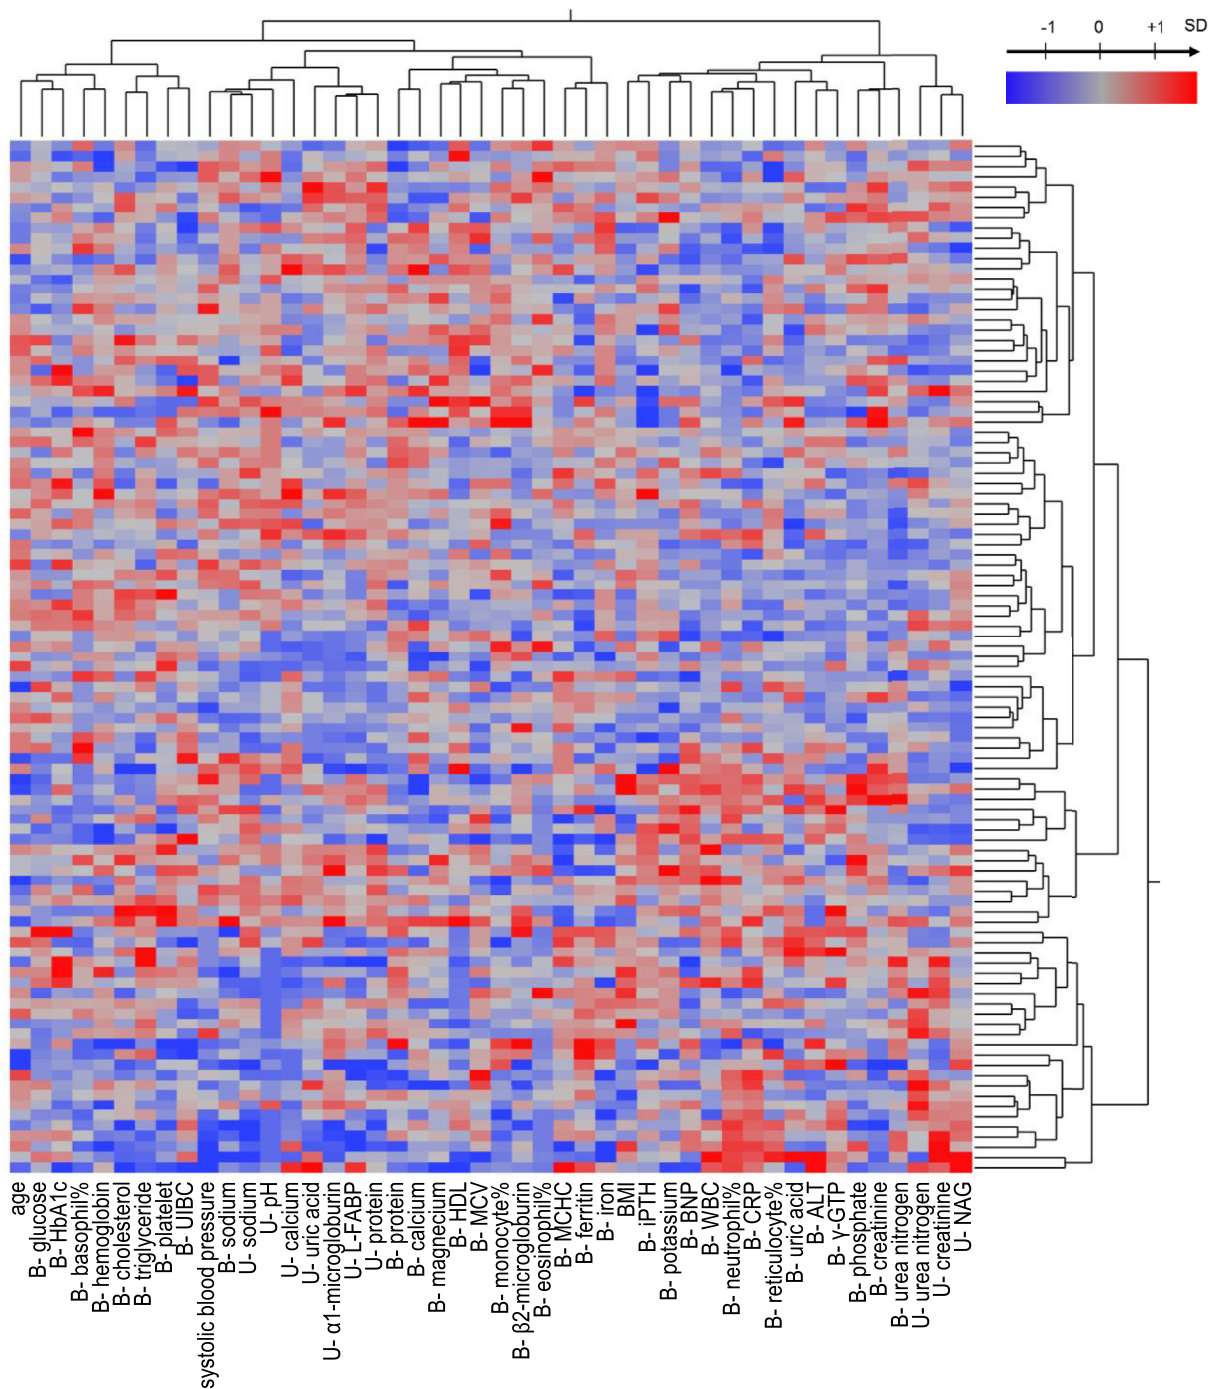 -1 0 +1 SD
age
B- glucose
B- HbA1c
B- basophil%
B- hemoglobin
B- cholesterol
B- triglyceride
B- platelet
B- UIBC
systolic blood pressure
B- sodium
U- sodium
U- pH
U- calcium
U- uric acid
U- α1-microglobulin
U- L-FABP
U- protein
B- protein
B- calcium
B- magnecium
B- HDL
B- MCV
B- monocyte%
B- β2-microgloburin
B- eosinophil%
B- MCHC
B- ferritin
B- iron
BMI
B- iPTH
B- potassium
B- BNP
B- WBC
B- neutrophil%
B- CRP
B- reticulocyte%
B- uric acid
B- ALT
B- γ-GTP
B- phosphate
B- creatinine
B- urea nitrogen
U- urea nitrogen
U- creatinine
U- NAG